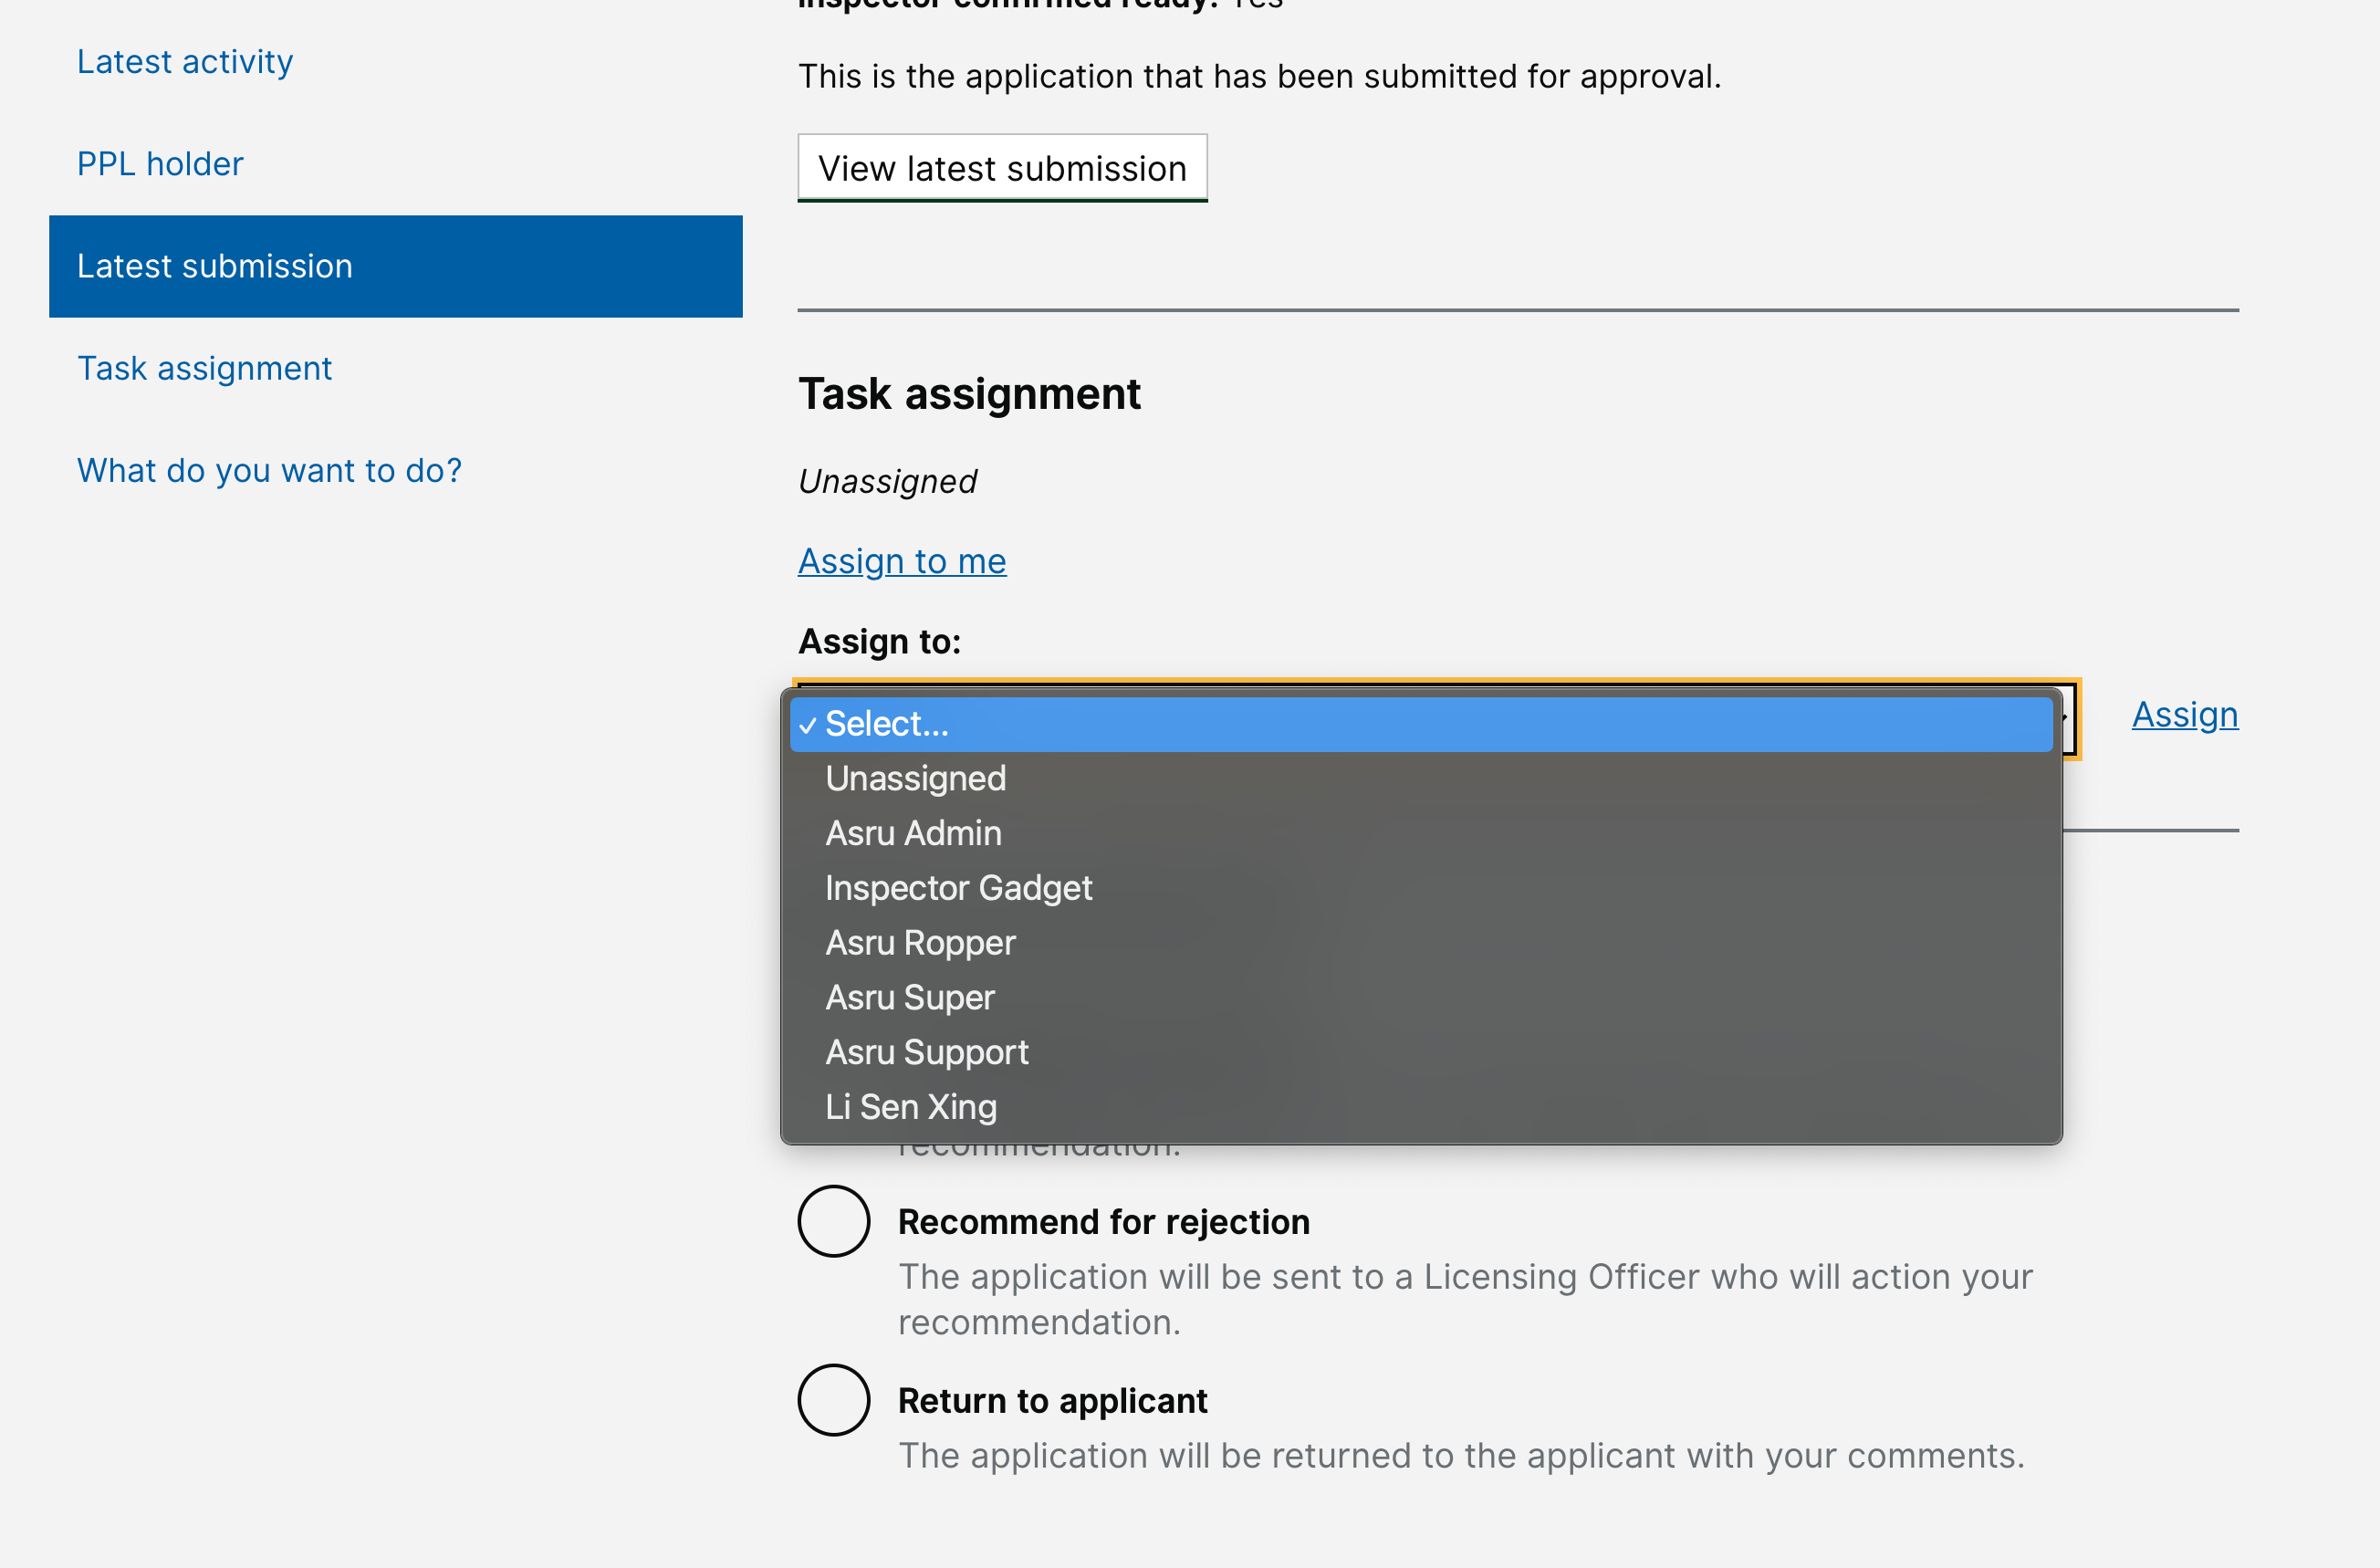 Inspector confirmed ready: Yes
Latest activity
PPL holder
Latest submission
Task assignment
What do you want to do?
This is the application that has been submitted for approval.
View latest submission
Task assignment
Unassigned
Assign to me
Assign to:
✓ Select...
Assign
Unassigned
Asru Admin
Inspector Gadget
Asru Ropper
Asru Super
Asru Support
Li Sen Xing
recommendation.
Recommend for rejection
The application will be sent to a Licensing Officer who will action your
recommendation.
Return to applicant
The application will be returned to the applicant with your comments.